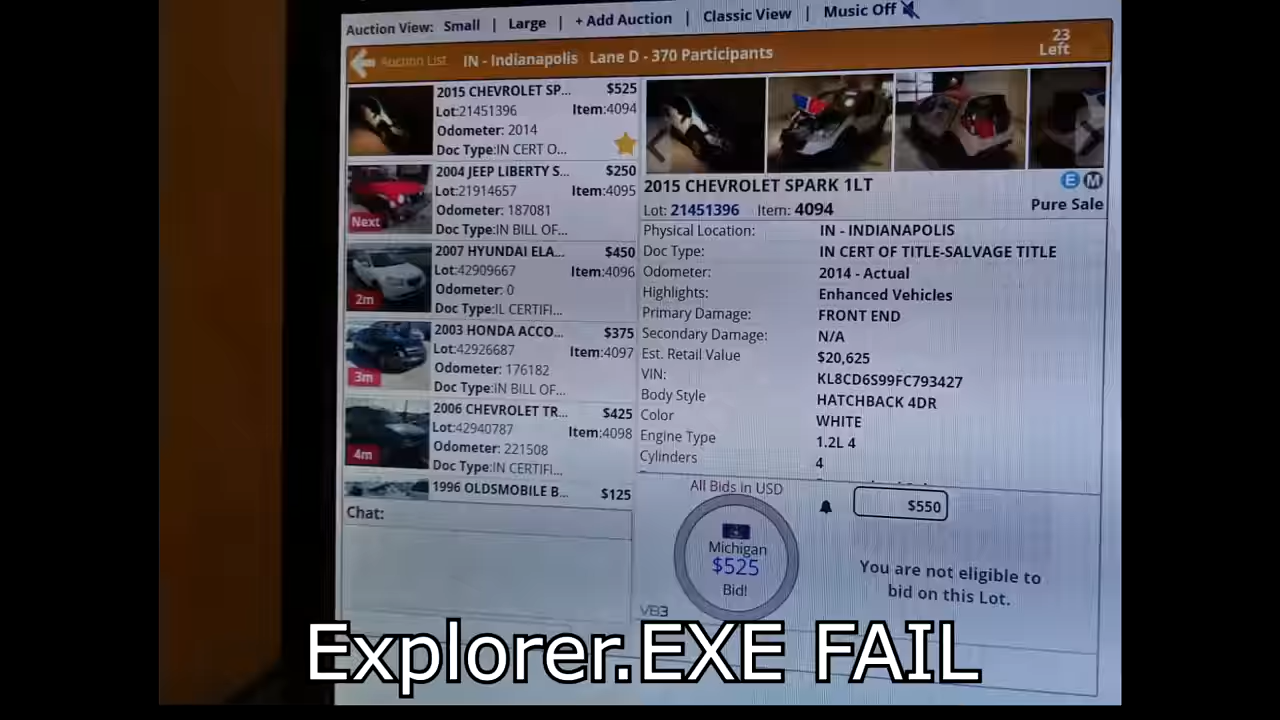 Auction View: Small | Large | + Add Auction | Classic View | Music Off
Auction List IN - Indianapolis Lane D - 370 Participants
23
Left
2015 CHEVROLET SP... $525
Lot:21451396 Item:4094
Odometer: 2014
Doc Type:IN CERT O...
2004 JEEP LIBERTY S... $250
Lot:21914657 Item:4095
Odometer: 187081
Next
Doc Type:IN BILL OF...
2007 HYUNDAI ELA... $450
Lot:42909667 Item:4096
Odometer: 0
2m
Doc Type:IL CERTIFI...
2003 HONDA ACCO... $375
Lot:42926687 Item:4097
Odometer: 176182
3m
Doc Type:IN BILL OF...
2006 CHEVROLET TR... $425
Lot:42940787 Item:4098
Odometer: 221508
4m
Doc Type:IN CERTIFI...
1996 OLDSMOBILE B... $125
Chat:
2015 CHEVROLET SPARK 1LT E M
Lot: 21451396 Item: 4094 Pure Sale
Physical Location: IN - INDIANAPOLIS
Doc Type: IN CERT OF TITLE-SALVAGE TITLE
Odometer: 2014 - Actual
Highlights: Enhanced Vehicles
Primary Damage: FRONT END
Secondary Damage: N/A
Est. Retail Value $20,625
VIN: KL8CD6S99FC793427
Body Style HATCHBACK 4DR
Color WHITE
Engine Type 1.2L 4
Cylinders 4
All Bids in USD
Michigan
$525
Bid!
VB3
$550
You are not eligible to
bid on this Lot.
Explorer.EXE FAIL